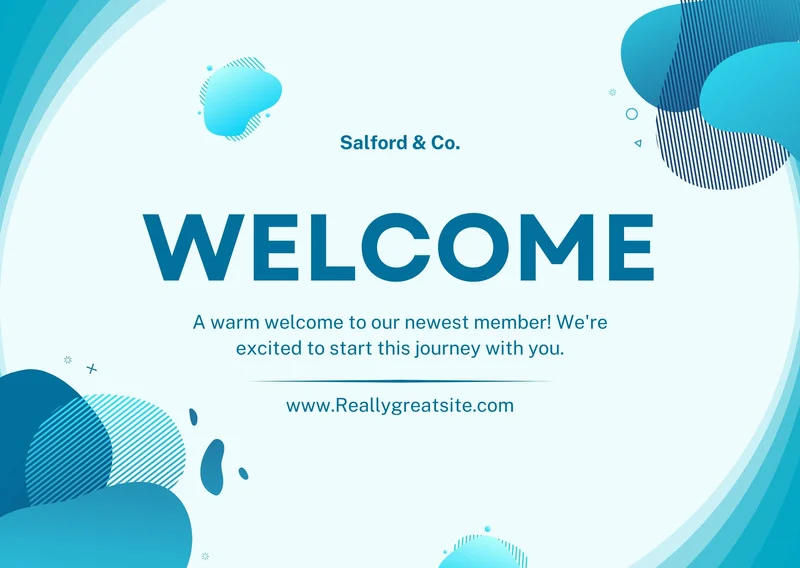 Salford & Co.
WELCOME
A warm welcome to our newest member! We're
excited to start this journey with you.
www.Reallygreatsite.com